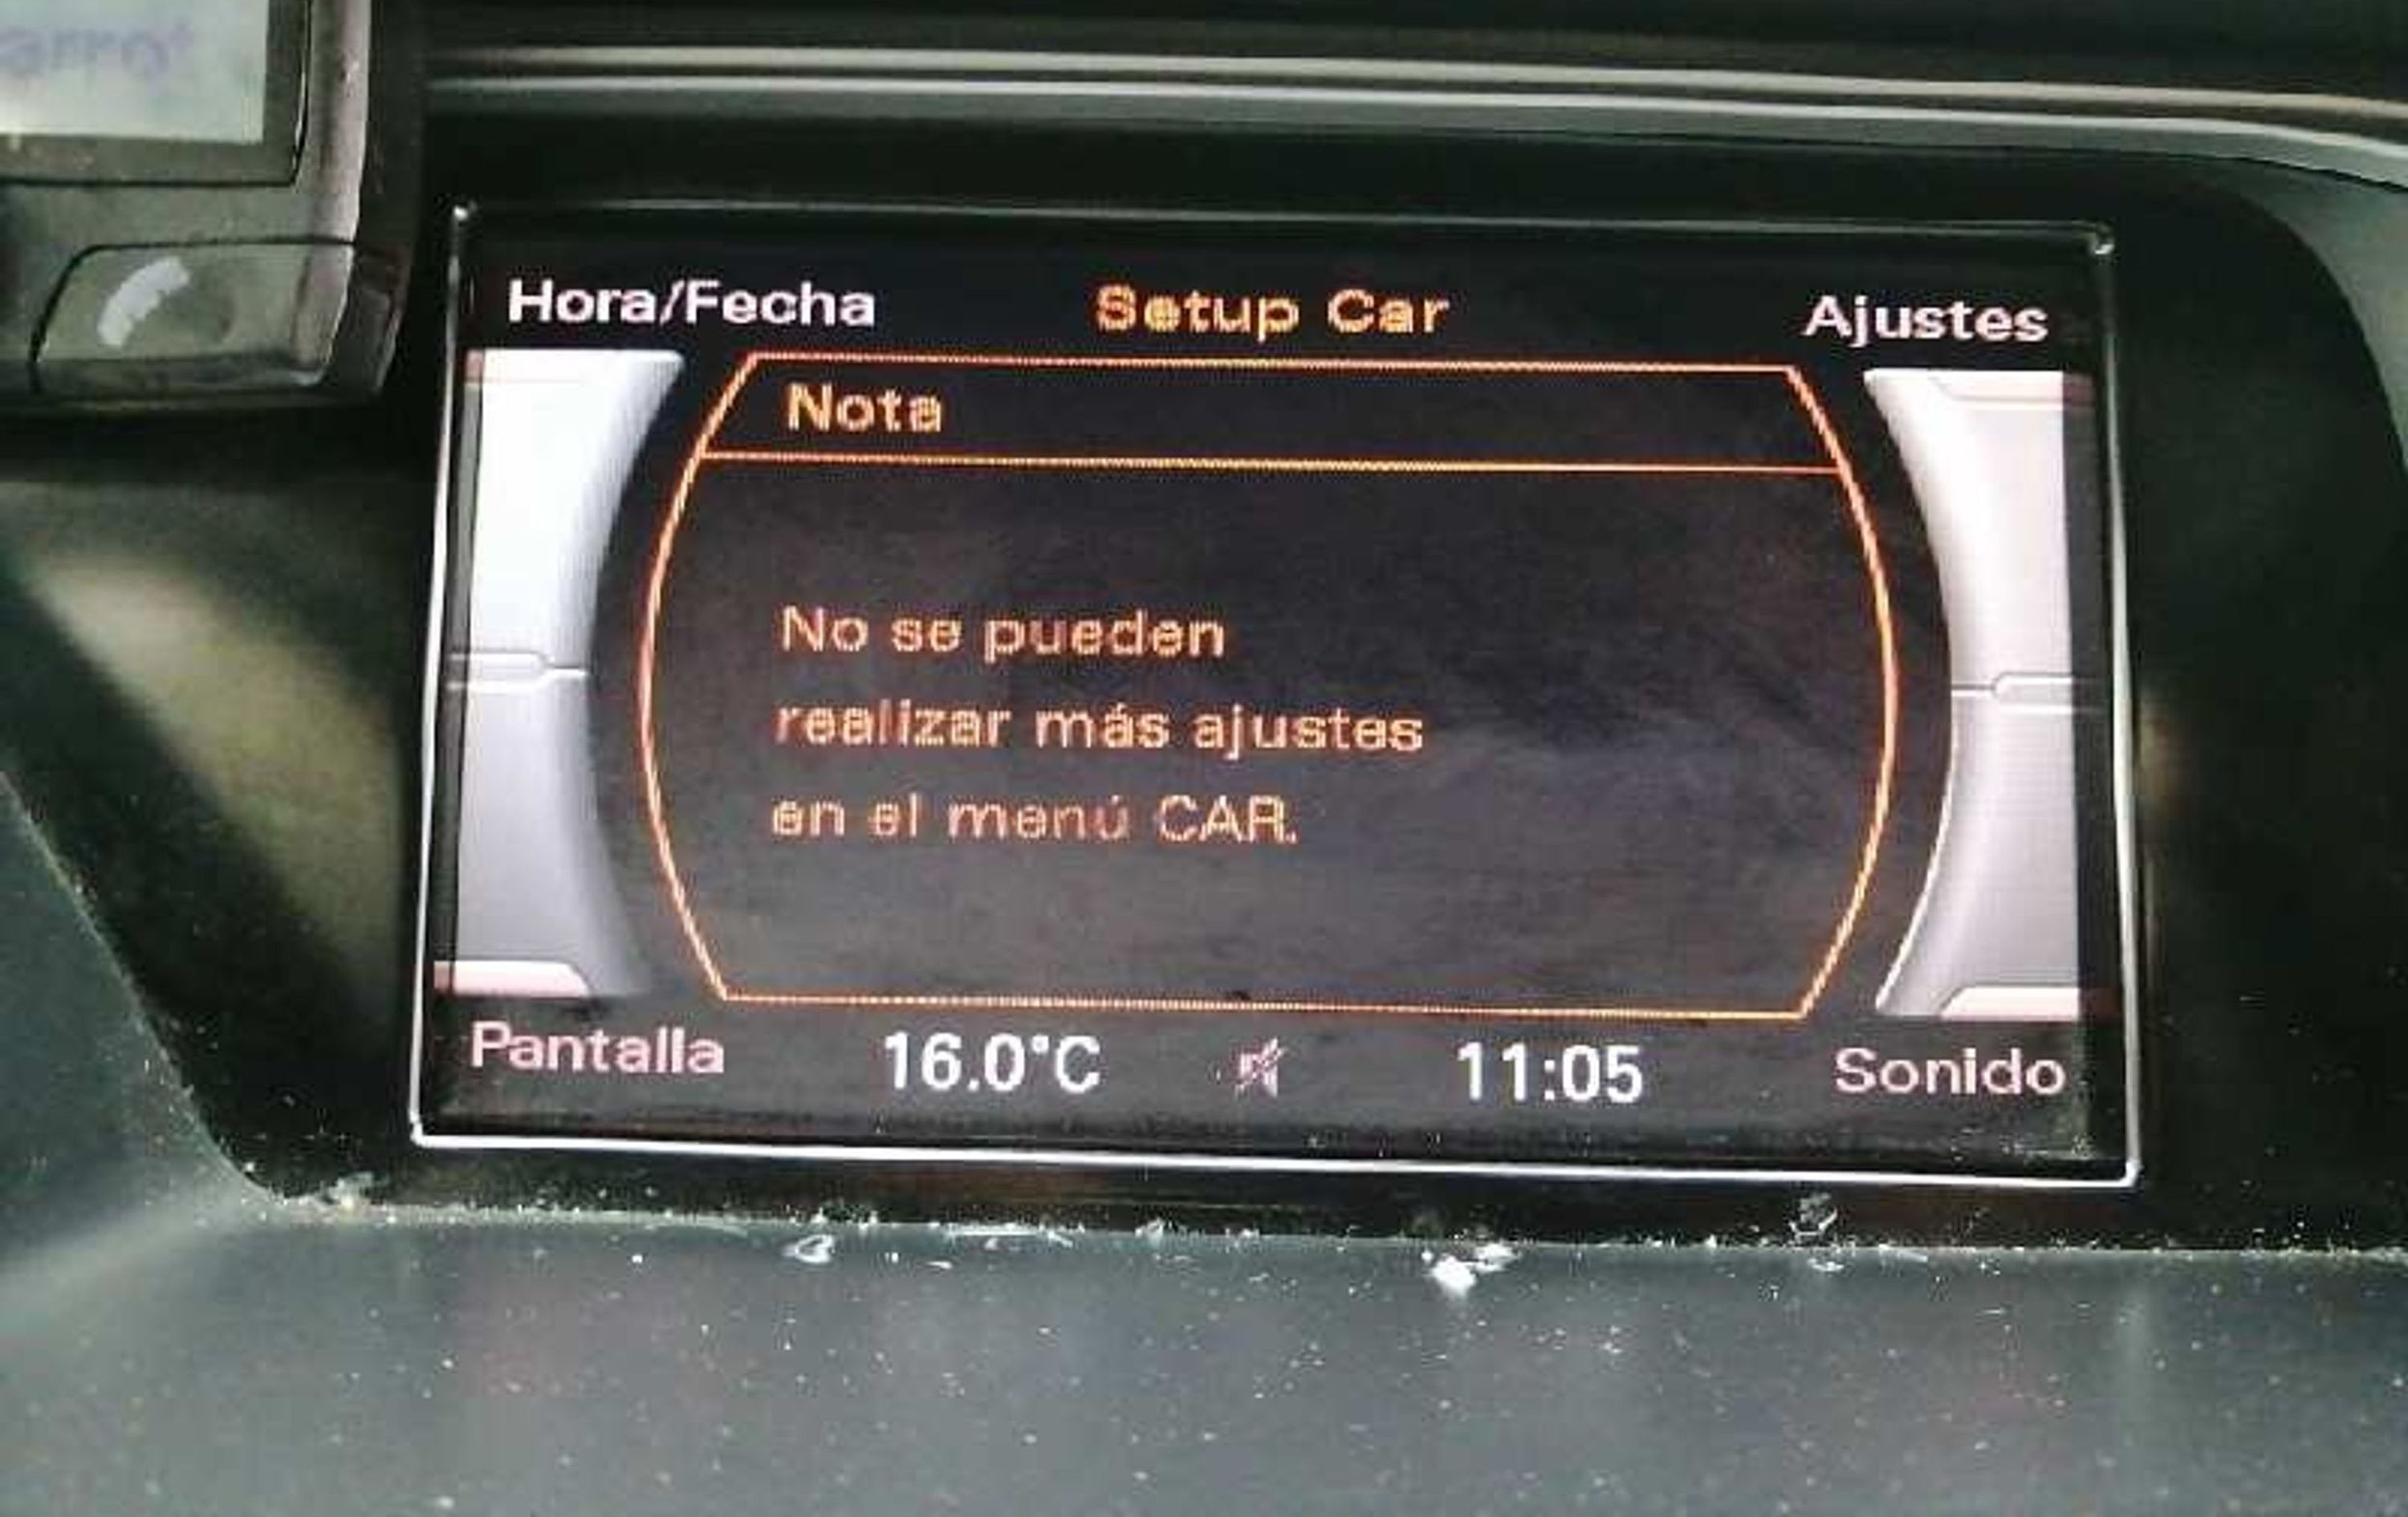 Hora/Fecha Setup Car Ajustes
Nota
No se pueden
realizar más ajustes
en el menú CAR.
Pantalla 16.0°C 11:05 Sonido